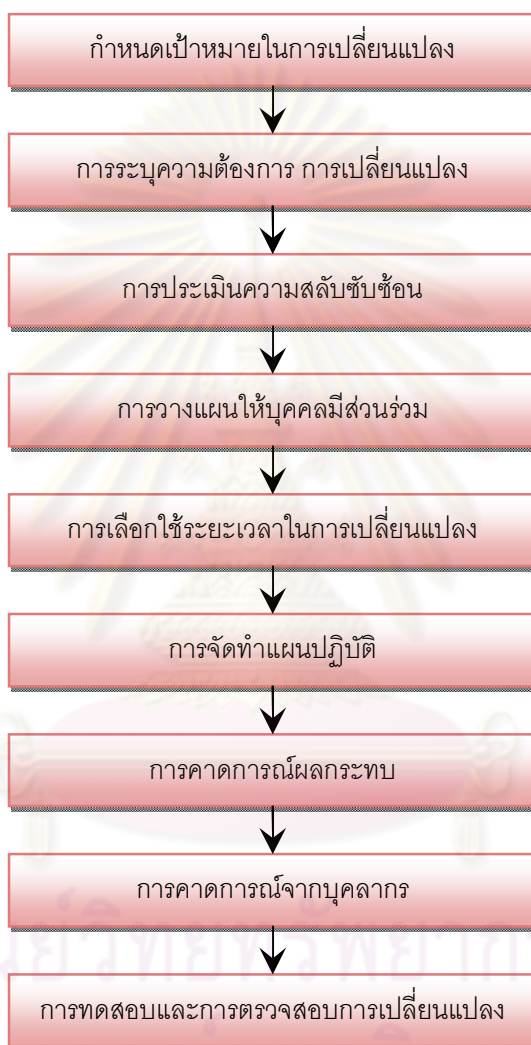 กำหนดเป้าหมายในการเปลี่ยนแปลง
การระบุความต้องการ การเปลี่ยนแปลง
การประเมินความสลับซับซ้อน
การวางแผนให้บุคคลมีส่วนร่วม
การเลือกใช้ระยะเวลาในการเปลี่ยนแปลง
การจัดทำแผนปฏิบัติ
การคาดการณ์ผลกระทบ
การคาดการณ์จากบุคลากร
การทดสอบและการตรวจสอบการเปลี่ยนแปลง